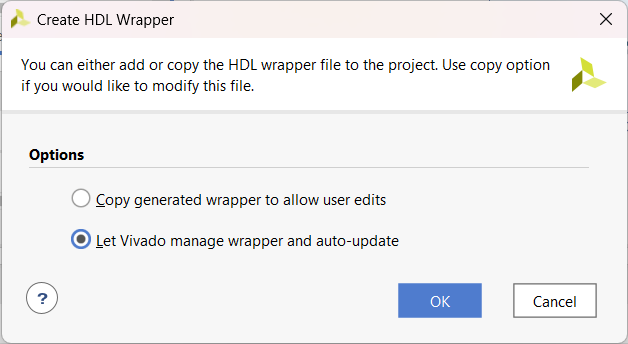 Create HDL Wrapper
You can either add or copy the HDL wrapper file to the project. Use copy option
if you would like to modify this file.
Options
Copy generated wrapper to allow user edits
Let Vivado manage wrapper and auto-update
?
OK
Cancel